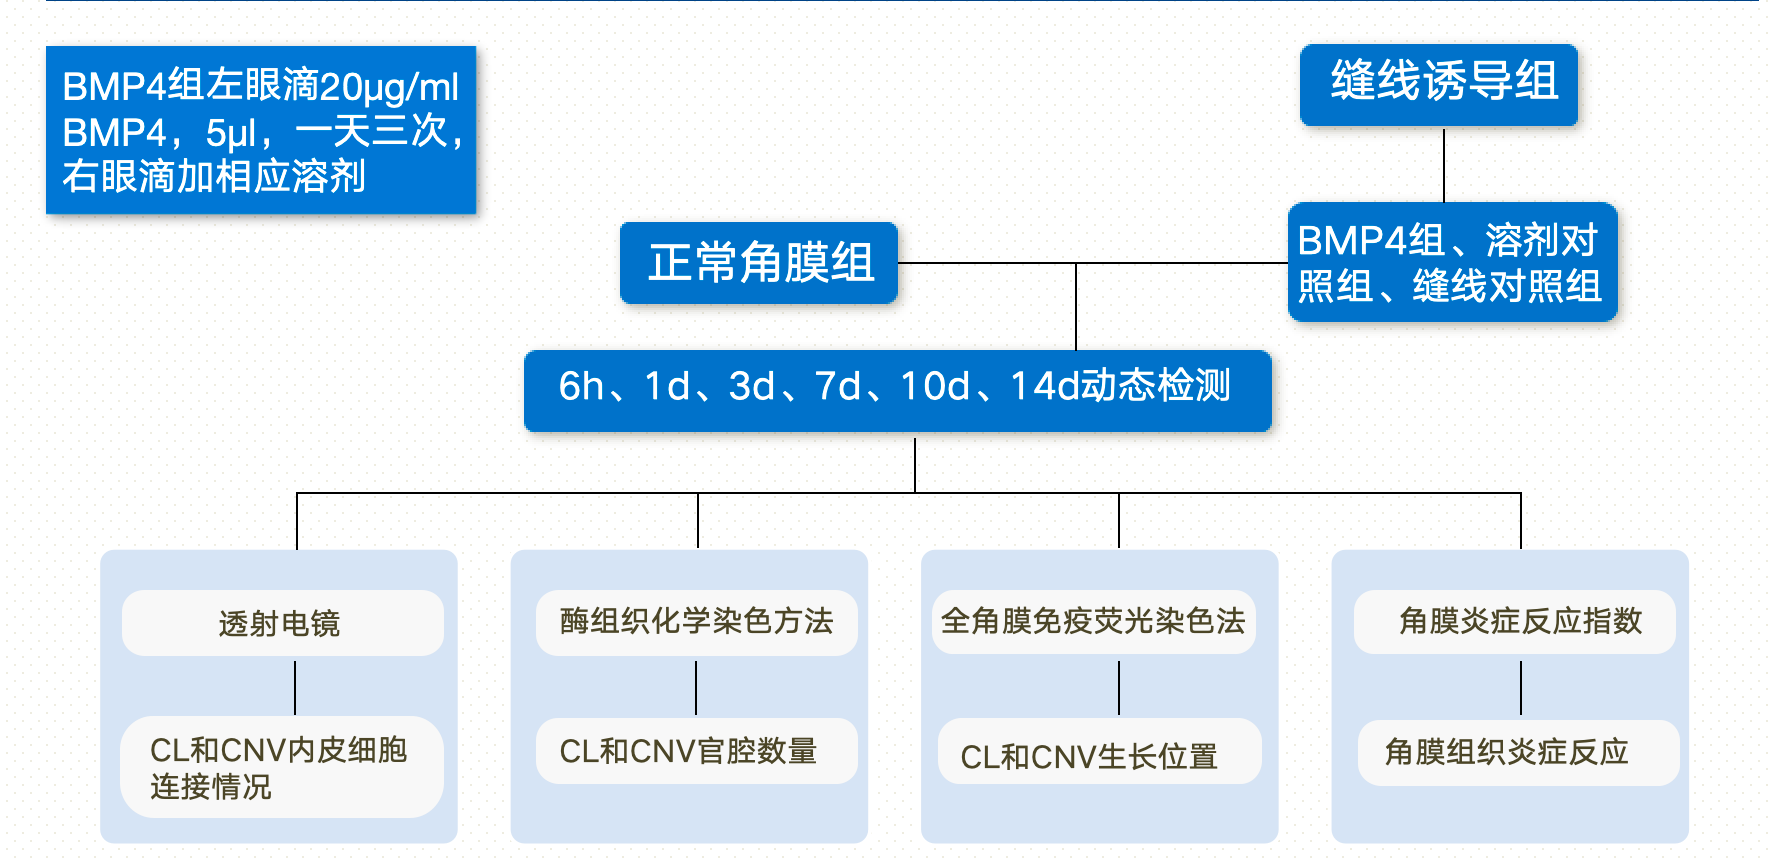 BMP4组左眼滴20μg/ml
BMP4，5μl，一天三次，
右眼滴加相应溶剂
缝线诱导组
正常角膜组
BMP4组、溶剂对
照组、缝线对照组
6h、1d、3d、7d、10d、14d动态检测
透射电镜
酶组织化学染色方法
全角膜免疫荧光染色法
角膜炎症反应指数
CL和CNV内皮细胞
连接情况
CL和CNV官腔数量
CL和CNV生长位置
角膜组织炎症反应